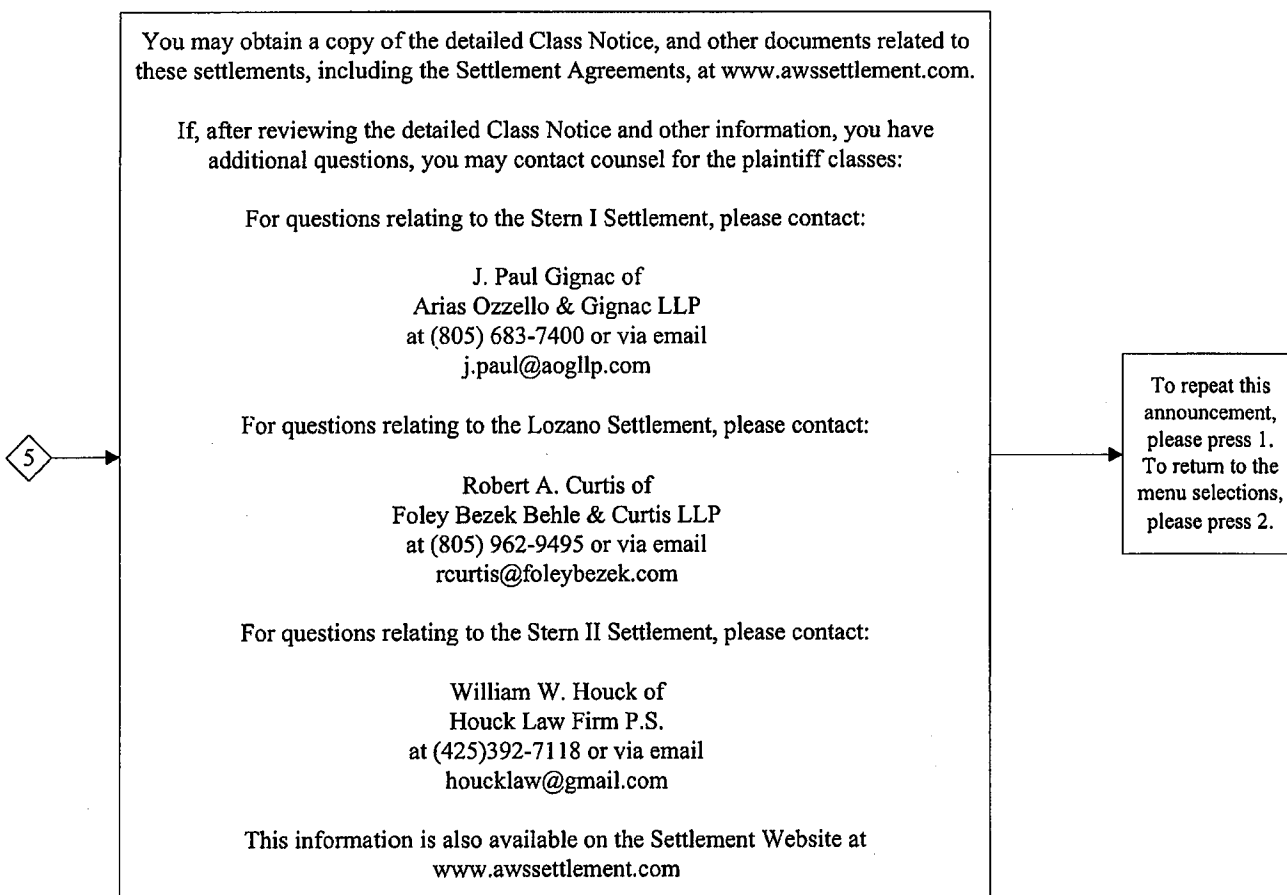 You may obtain a copy of the detailed Class Notice, and other documents related to
these settlements, including the Settlement Agreements, at www.awssettlement.com.
If, after reviewing the detailed Class Notice and other information, you have
additional questions, you may contact counsel for the plaintiff classes:
For questions relating to the Stern I Settlement, please contact:
J. Paul Gignac of
Arias Ozzello & Gignac LLP
at (805) 683-7400 or via email
j.paul@aogllp.com
For questions relating to the Lozano Settlement, please contact:
Robert A. Curtis of
Foley Bezek Behle & Curtis LLP
at (805) 962-9495 or via email
rcurtis@foleybezek.com
For questions relating to the Stern II Settlement, please contact:
William W. Houck of
Houck Law Firm P.S.
at (425)392-7118 or via email
houcklaw@gmail.com
This information is also available on the Settlement Website at
www.awssettlement.com
5
To repeat this
announcement,
please press 1.
To return to the
menu selections,
please press 2.